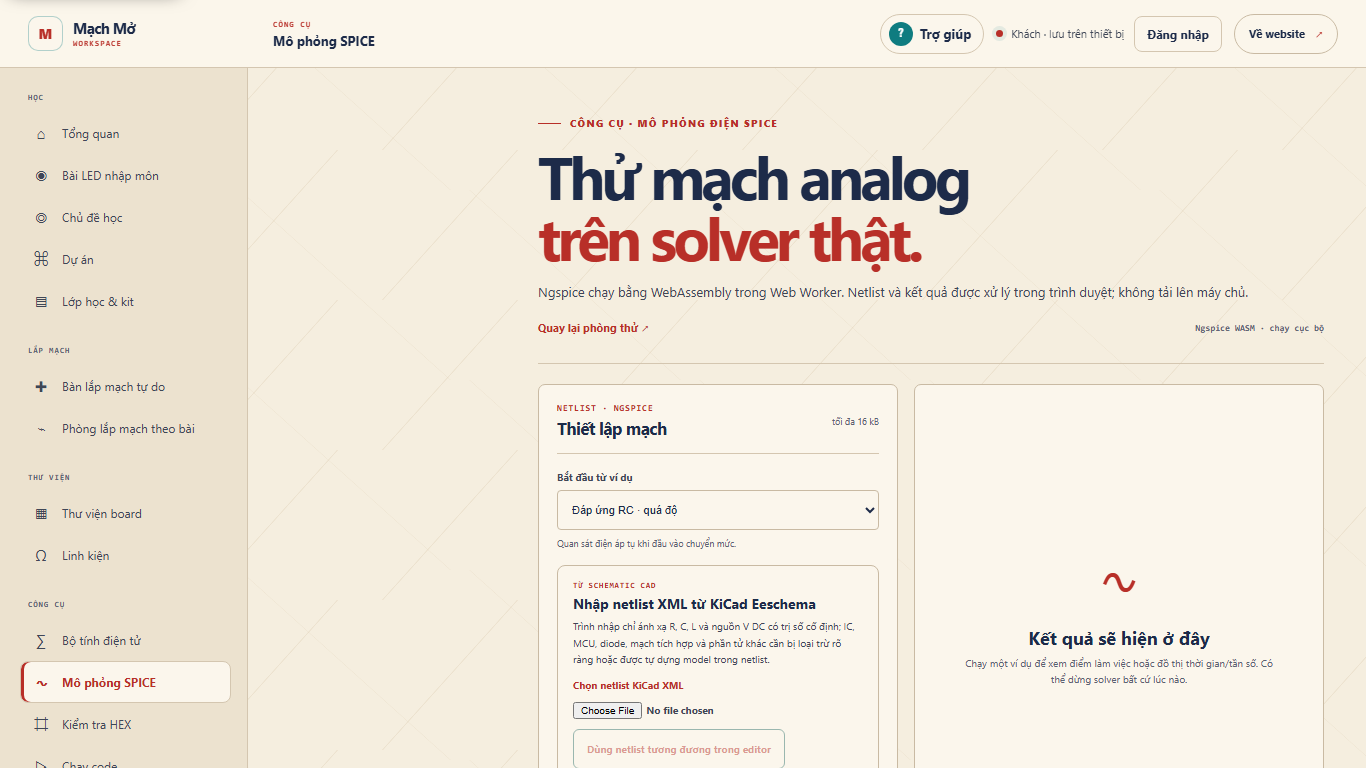 M
Mạch Mở
WORKSPACE
CÔNG CỤ
Mô phỏng SPICE
? Trợ giúp
Khách · lưu trên thiết bị
Đăng nhập
Về website ↗
HỌC
Tổng quan
Bài LED nhập môn
Chủ đề học
Dự án
Lớp học & kit
LẮP MẠCH
Bàn lắp mạch tự do
Phòng lắp mạch theo bài
THƯ VIỆN
Thư viện board
Linh kiện
CÔNG CỤ
Bộ tính điện tử
Mô phỏng SPICE
Kiểm tra HEX
Chạy code
CÔNG CỤ · MÔ PHỎNG ĐIỆN SPICE
Thử mạch analog
trên solver thật.
Ngspice chạy bằng WebAssembly trong Web Worker. Netlist và kết quả được xử lý trong trình duyệt; không tải lên máy chủ.
Quay lại phòng thử ↗
Ngspice WASM · chạy cục bộ
NETLIST · NGSPICE
Thiết lập mạch
tối đa 16 kB
Bắt đầu từ ví dụ
Đáp ứng RC · quá độ
Quan sát điện áp tụ khi đầu vào chuyển mức.
TỪ SCHEMATIC CAD
Nhập netlist XML từ KiCad Eeschema
Trình nhập chỉ ánh xạ R, C, L và nguồn V DC có trị số cố định; IC,
MCU, diode, mạch tích hợp và phần tử khác cần bị loại trừ rõ
ràng hoặc được tự dựng model trong netlist.
Chọn netlist KiCad XML
Choose File No file chosen
Dùng netlist tương đương trong editor
Kết quả sẽ hiện ở đây
Chạy một ví dụ để xem điểm làm việc hoặc đồ thị thời gian/tần số. Có
thể dừng solver bất cứ lúc nào.